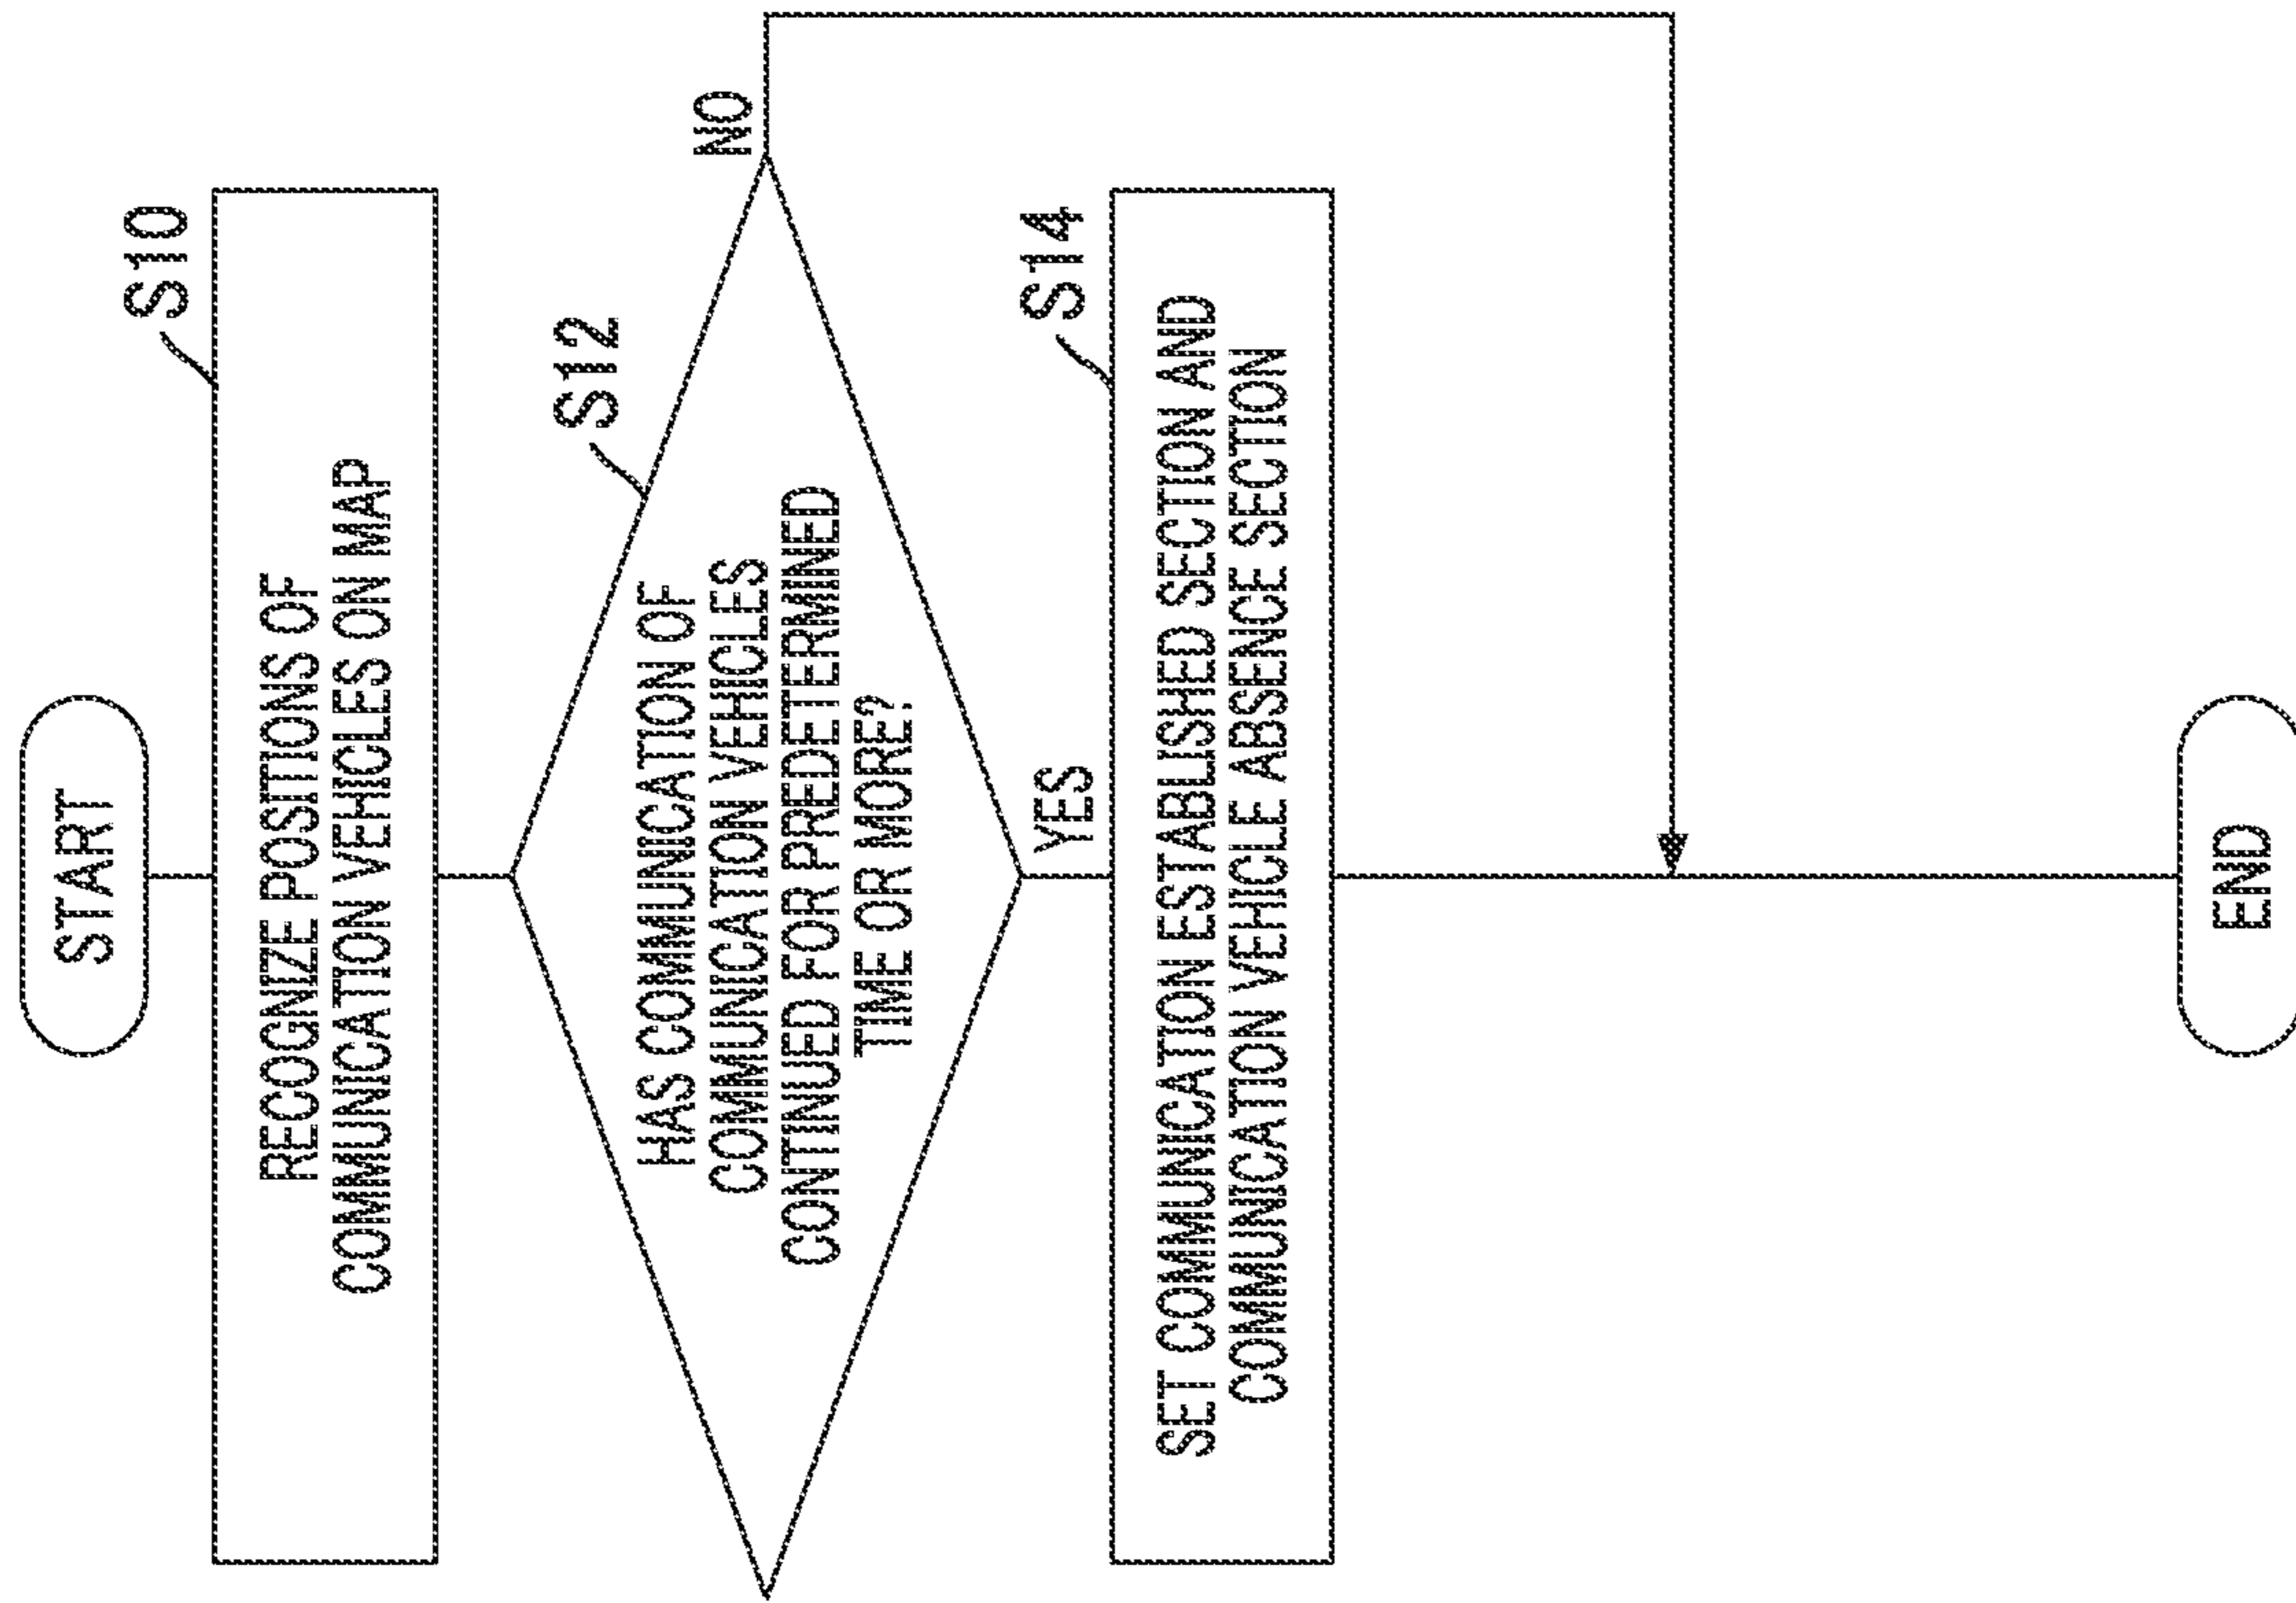 START
S10
RECOGNIZE POSITIONS OF
COMMUNICATION VEHICLES ON MAP
S12
HAS COMMUNICATION OF
COMMUNICATION VEHICLES
CONTINUED FOR PREDETERMINED
TIME OR MORE?
NO
YES
S14
SET COMMUNICATION ESTABLISHED SECTION AND
COMMUNICATION VEHICLE ABSENCE SECTION
END